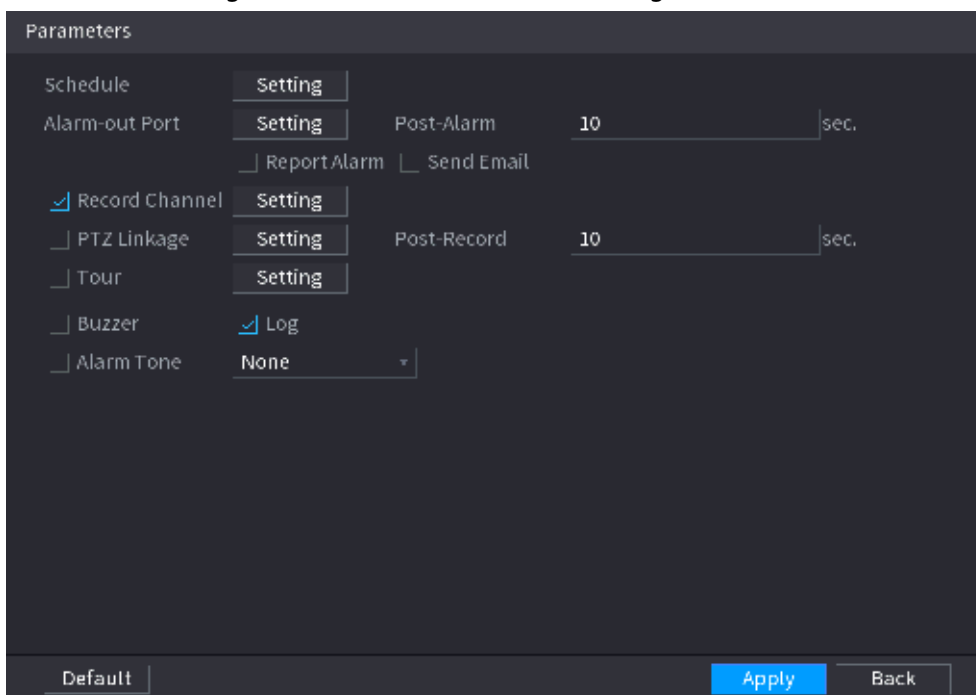 Parameters
Schedule Setting
Alarm-out Port Setting Post-Alarm 10 sec.
Report Alarm Send Email
Record Channel Setting
PTZ Linkage Setting Post-Record 10 sec.
Tour Setting
Buzzer Log
Alarm Tone None
Default Apply Back